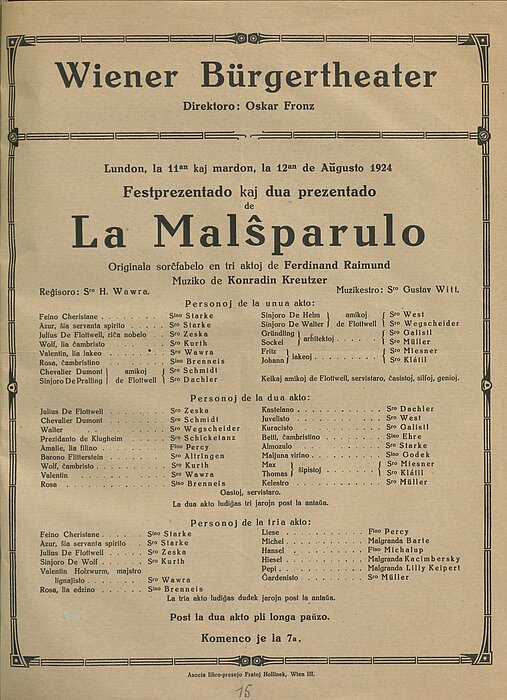 Wiener Bürgertheater
Direktoro: Oskar Fronz
Lundon, la 11an kaj mardon, la 12an de Aŭgusto 1924
Festprezentado kaj dua prezentado
de
La Malŝparulo
Originala sorĉfabelo en tri aktoj de Ferdinand Raimund
Muziko de Konradin Kreutzer
Reĝisoro: Sro H. Wawra. Muzikestro: Sro Gustav Witt.
Personoj de la unua akto:
Feino Cheristane . . . . . . Sino Starke
Azur, ŝia servanta spirito . . Sro Starke
Julius De Flottwell, riĉa nobelo . . Sro Zeska
Wolf, lia ĉambristo . . . . Sro Kurth
Valentin, lia lakeo . . . . Sro Wawra
Rosa, ĉambristino . . . . Sino Brenneis
Chevalier Dumont } amikoj { Sro Schmidt
Sinjoro De Pralling } de Flottwell { Sro Dachler
Sinjoro De Helm } amikoj { Sro West
Sinjoro De Walter } de Flottwell { Sro Wegscheider
Gründling } arĥitektoj . . . { Sro Galistl
Sockel } { Sro Müller
Fritz } lakeoj . . . . . { Sro Miesner
Johann } { Sro Klátil
Kelkaj amikoj de Flottwell, servistaro, ĉasistoj, silfoj, genioj.
Personoj de la dua akto:
Julius De Flottwell . . . . . Sro Zeska
Chevalier Dumont . . . . . Sro Schmidt
Walter . . . . . Sro Wegscheider
Prezidanto de Klugheim . . . Sro Schicketanz
Amalie, lia filino . . . . Fino Percy
Barono Flitterstein . . . . Sro Altringen
Wolf, ĉambristo . . . . . Sro Kurth
Valentin . . . . . Sro Wawra
Rosa . . . . . Sino Brenneis
Kastelano . . . . . Sro Dachler
Juvelisto . . . . . Sro West
Kuracisto . . . . . Sro Galistl
Betti, ĉambristino . . . . . Sino Ehre
Almozulo . . . . . Sro Starke
Maljuna virino . . . . . Sino Godek
Max } ŝipistoj . . . . . { Sro Miesner
Thomas } { Sro Klátil
Kelestro . . . . . Sro Müller
Gastoj, servistaro.
La dua akto ludiĝas tri jarojn post la antaŭa.
Personoj de la tria akto:
Feino Cheristane . . . . . Sino Starke
Azur, ŝia servanta spirito . . Sro Starke
Julius De Flottwell . . . . . Sro Zeska
Sinjoro De Wolf . . . . . Sro Kurth
Valentin Holzwurm, majstro
lignaĵisto . . . . . Sro Wawra
Rosa, lia edzino . . . . . Sino Brenneis
Liese . . . . . Fino Percy
Michel . . . . . Malgranda Barte
Hansel . . . . . Fino Michalup
Hiesel . . . . . Malgranda Kacimbersky
Pepi . . . . . Malgranda Lilly Keipert
Ĝardenisto . . . . . Sro Müller
La tria akto ludiĝas dudek jarojn post la antaŭa.
Post la dua akto pli longa paŭzo.
Komenco je la 7a.
Asocia libro-presejo Fratoj Hollinek, Wien III.
15